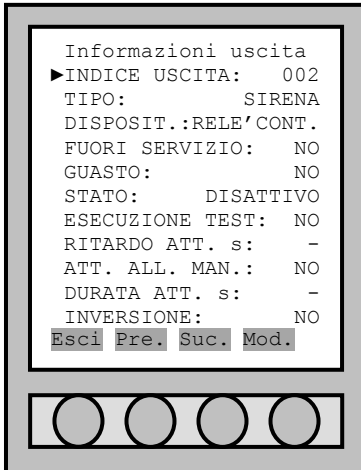 Informazioni uscita
►INDICE USCITA: 002
TIPO: SIRENA
DISPOSIT.:RELE’CONT.
FUORI SERVIZIO: NO
GUASTO: NO
STATO: DISATTIVO
ESECUZIONE TEST: NO
RITARDO ATT. s: -
ATT. ALL. MAN.: NO
DURATA ATT. s: -
INVERSIONE: NO
Esci Pre. Suc. Mod.